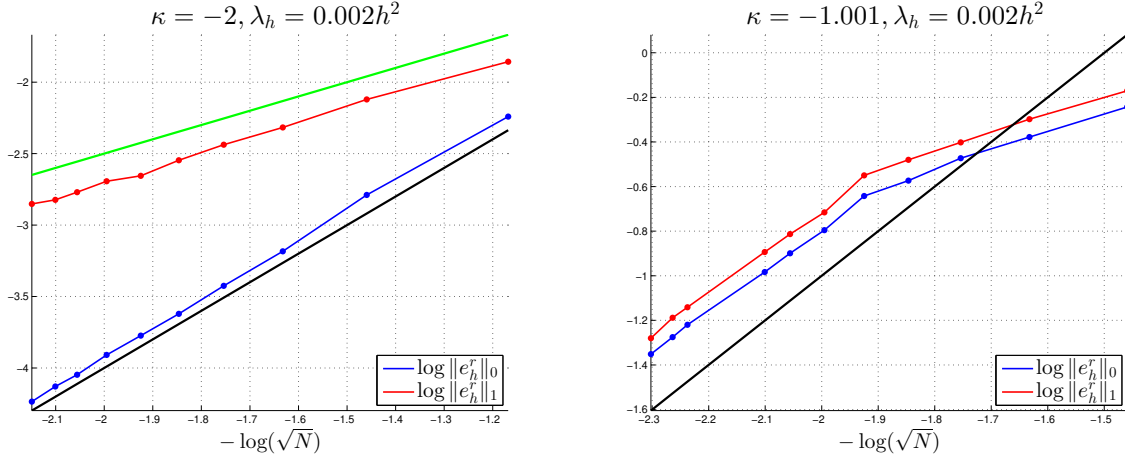 κ = −2, λ_h = 0.002h²
−2
−2.5
−3
−3.5
−4
−2.1 −2 −1.9 −1.8 −1.7 −1.6 −1.5 −1.4 −1.3 −1.2
− log(√N)
log ‖e_h^r‖_0
log ‖e_h^r‖_1
κ = −1.001, λ_h = 0.002h²
0
−0.2
−0.4
−0.6
−0.8
−1
−1.2
−1.4
−1.6
−2.3 −2.2 −2.1 −2 −1.9 −1.8 −1.7 −1.6 −1.5
− log(√N)
log ‖e_h^r‖_0
log ‖e_h^r‖_1